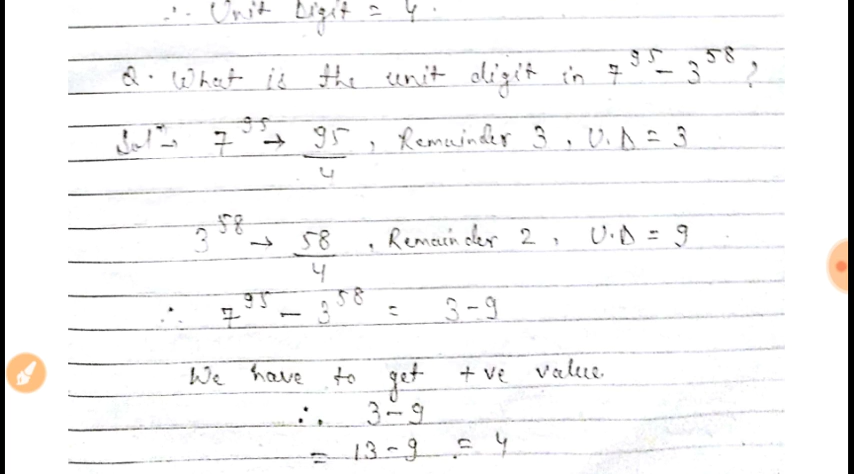 ∴ Unit Digit = 4.
Q. What is the unit digit in 7^95 - 3^58 ?
Solⁿ→ 7^95 → 95/4 , Remainder 3 , U.D = 3
3^58 → 58/4 , Remainder 2 , U.D = 9
∴ 7^95 - 3^58 = 3-9
We have to get +ve value.
∴ 3-9
= 13-9 = 4